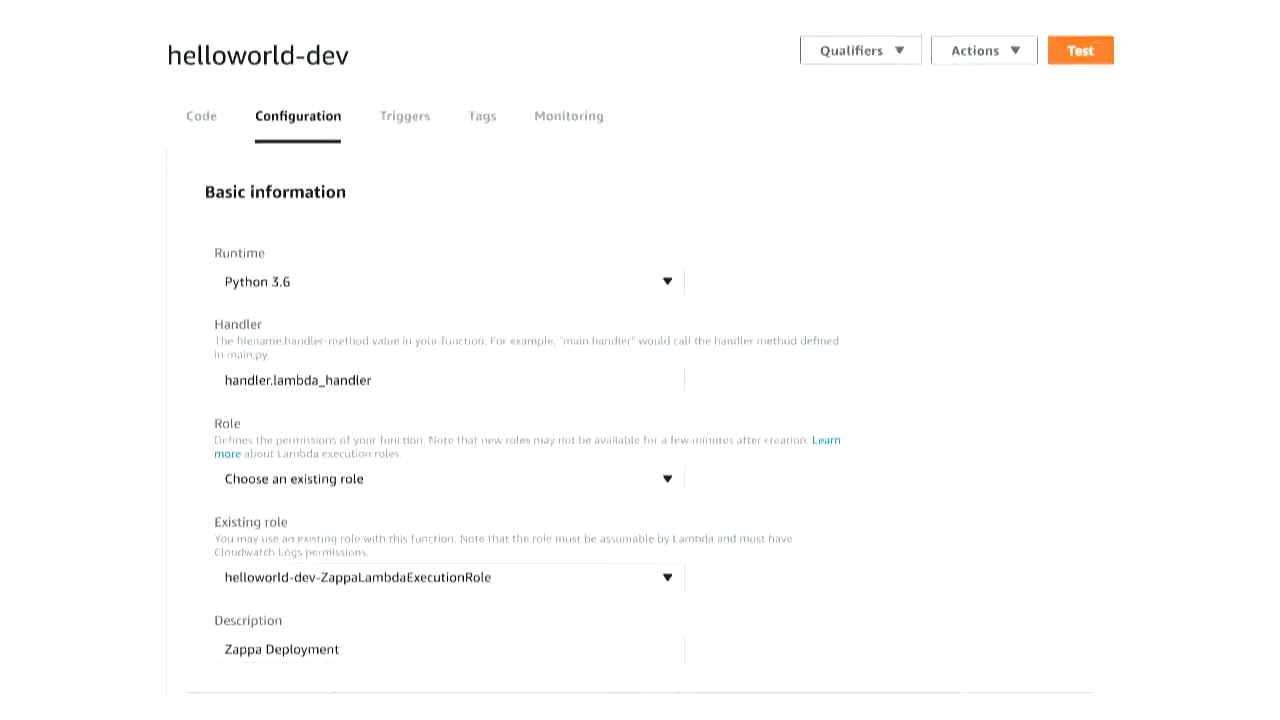 helloworld-dev
Qualifiers
Actions
Test
Code
Configuration
Triggers
Tags
Monitoring
Basic information
Runtime
Python 3.6
Handler
The filename.handler-method value in your function. For example, "main.handler" would call the handler method defined
in main.py.
handler.lambda_handler
Role
Defines the permissions of your function. Note that new roles may not be available for a few minutes after creation. Learn
more about Lambda execution roles.
Choose an existing role
Existing role
You may use an existing role with this function. Note that the role must be assumable by Lambda and must have
Cloudwatch Logs permissions.
helloworld-dev-ZappaLambdaExecutionRole
Description
Zappa Deployment